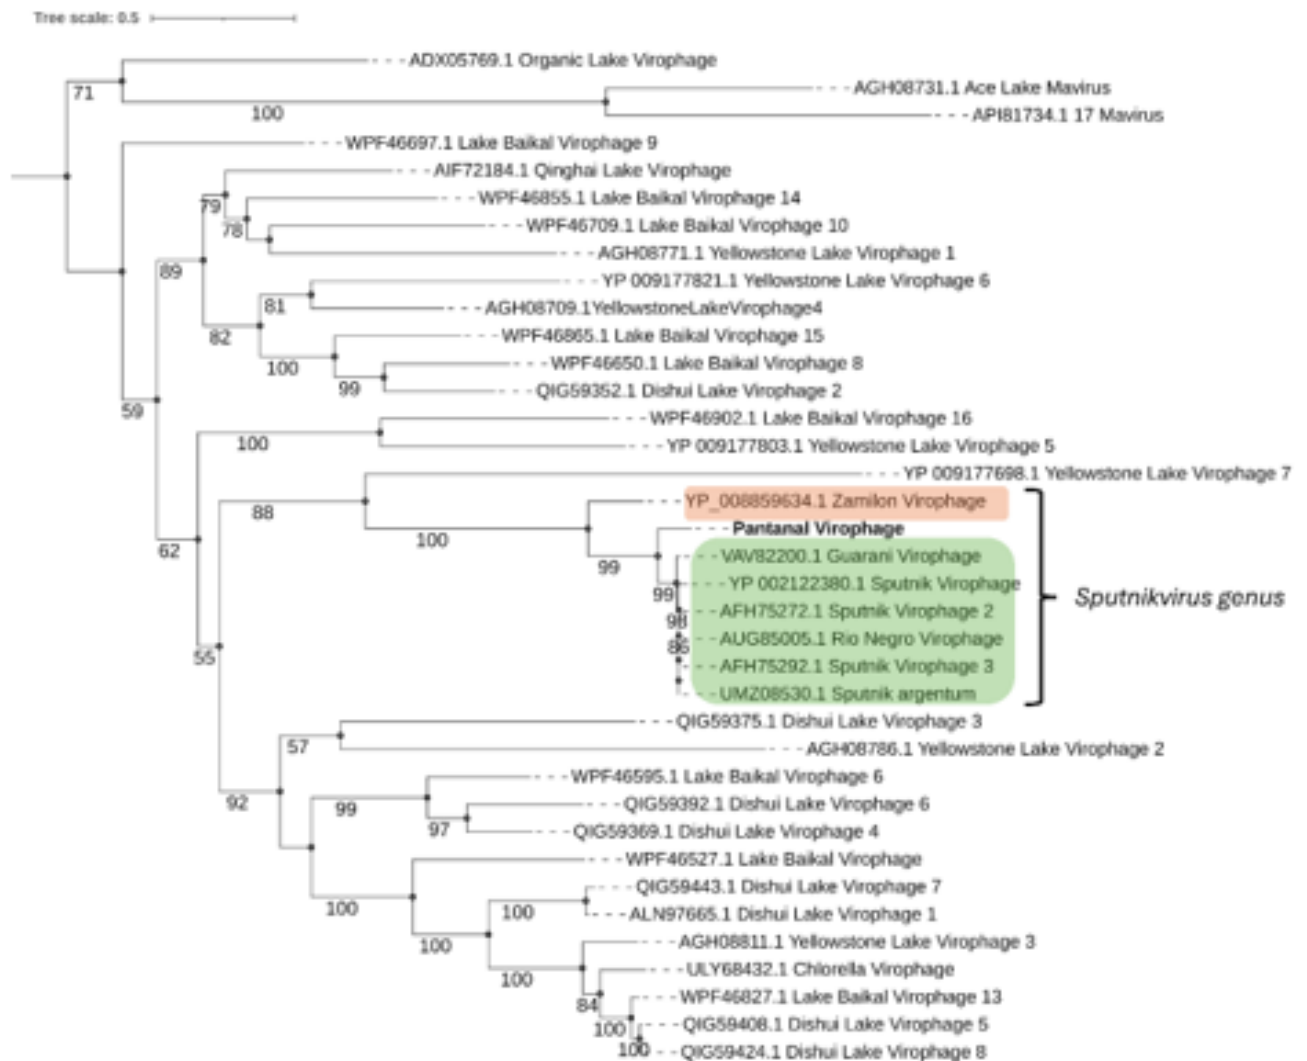 Tree scale: 0.5
ADX05769.1 Organic Lake Virophage
71
AGH08731.1 Ace Lake Mavirus
100
API81734.1 17 Mavirus
WPF46697.1 Lake Baikal Virophage 9
AIF72184.1 Qinghai Lake Virophage
79
WPF46855.1 Lake Baikal Virophage 14
78
WPF46709.1 Lake Baikal Virophage 10
AGH08771.1 Yellowstone Lake Virophage 1
89
YP 009177821.1 Yellowstone Lake Virophage 6
81
AGH08709.1YellowstoneLakeVirophage4
82
WPF46865.1 Lake Baikal Virophage 15
100
WPF46650.1 Lake Baikal Virophage 8
99
QIG59352.1 Dishui Lake Virophage 2
59
WPF46902.1 Lake Baikal Virophage 16
100
YP 009177803.1 Yellowstone Lake Virophage 5
YP 009177698.1 Yellowstone Lake Virophage 7
YP_008859634.1 Zamilon Virophage
88
Pantanal Virophage
100
62
VAV82200.1 Guarani Virophage
99
YP 002122380.1 Sputnik Virophage
99
Sputnikvirus genus
AFH75272.1 Sputnik Virophage 2
98
AUG85005.1 Rio Negro Virophage
86
55
AFH75292.1 Sputnik Virophage 3
UMZ08530.1 Sputnik argentum
QIG59375.1 Dishui Lake Virophage 3
57
AGH08786.1 Yellowstone Lake Virophage 2
WPF46595.1 Lake Baikal Virophage 6
92
99
QIG59392.1 Dishui Lake Virophage 6
97
QIG59369.1 Dishui Lake Virophage 4
WPF46527.1 Lake Baikal Virophage
QIG59443.1 Dishui Lake Virophage 7
100
100
ALN97665.1 Dishui Lake Virophage 1
100
AGH08811.1 Yellowstone Lake Virophage 3
ULY68432.1 Chlorella Virophage
100
WPF46827.1 Lake Baikal Virophage 13
84
QIG59408.1 Dishui Lake Virophage 5
100
QIG59424.1 Dishui Lake Virophage 8
100